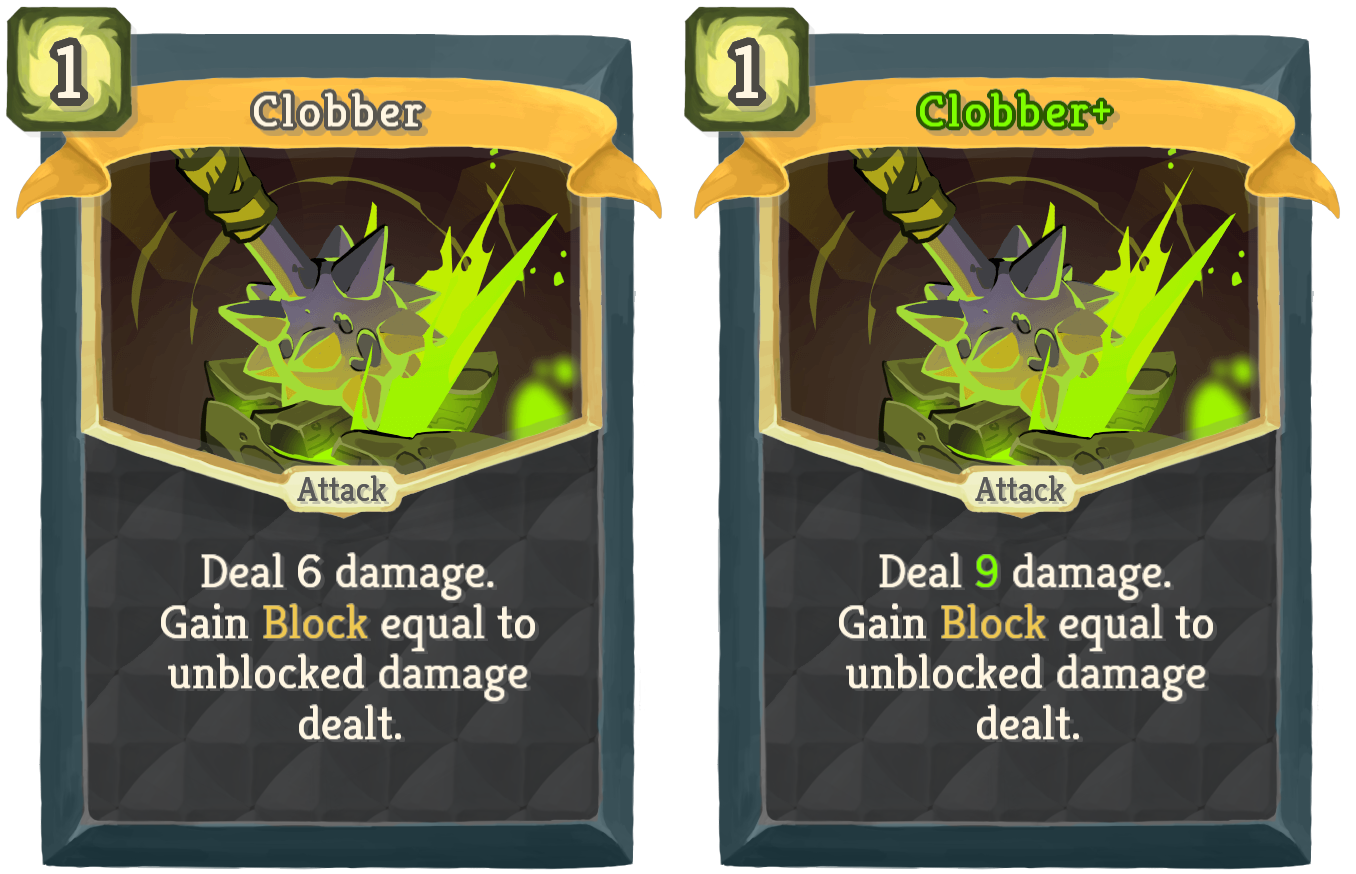 1
Clobber
Attack
Deal 6 damage.
Gain Block equal to
unblocked damage
dealt.
1
Clobber+
Attack
Deal 9 damage.
Gain Block equal to
unblocked damage
dealt.